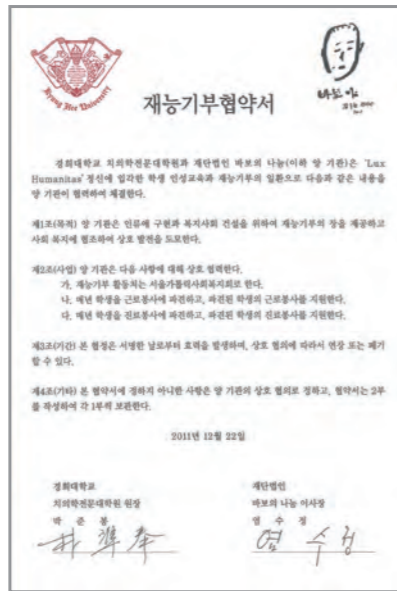 Kyung Hee University
바보야
재능기부협약서
경희대학교 치의학전문대학원과 재단법인 바보의 나눔(이하 양 기관)은 'Lux
Humanitas' 정신에 입각한 학생 인성교육과 재능기부의 일환으로 다음과 같은 내용을
양 기관이 협력하여 체결한다.
제1조(목적) 양 기관은 인류애 구현과 복지사회 건설을 위하여 재능기부의 장을 제공하고
사회 복지에 협조하여 상호 발전을 도모한다.
제2조(사업) 양 기관은 다음 사항에 대해 상호 협력한다.
가. 재능기부 활동처는 서울가톨릭사회복지회로 한다.
나. 매년 학생을 근로봉사에 파견하고, 파견된 학생의 근로봉사를 지원한다.
다. 매년 학생을 진료봉사에 파견하고, 파견된 학생의 진료봉사를 지원한다.
제3조(기간) 본 협정은 서명한 날로부터 효력을 발생하며, 상호 협의에 따라서 연장 또는 폐기
할 수 있다.
제4조(기타) 본 협약서에 정하지 아니한 사항은 양 기관의 상호 협의로 정하고, 협약서는 2부
를 작성하여 각 1부씩 보관한다.
2011년 12월 22일
경희대학교
치의학전문대학원 원장
박 준 봉
朴 準 奉
재단법인
바보의 나눔 이사장
염 수 정
염 수 정